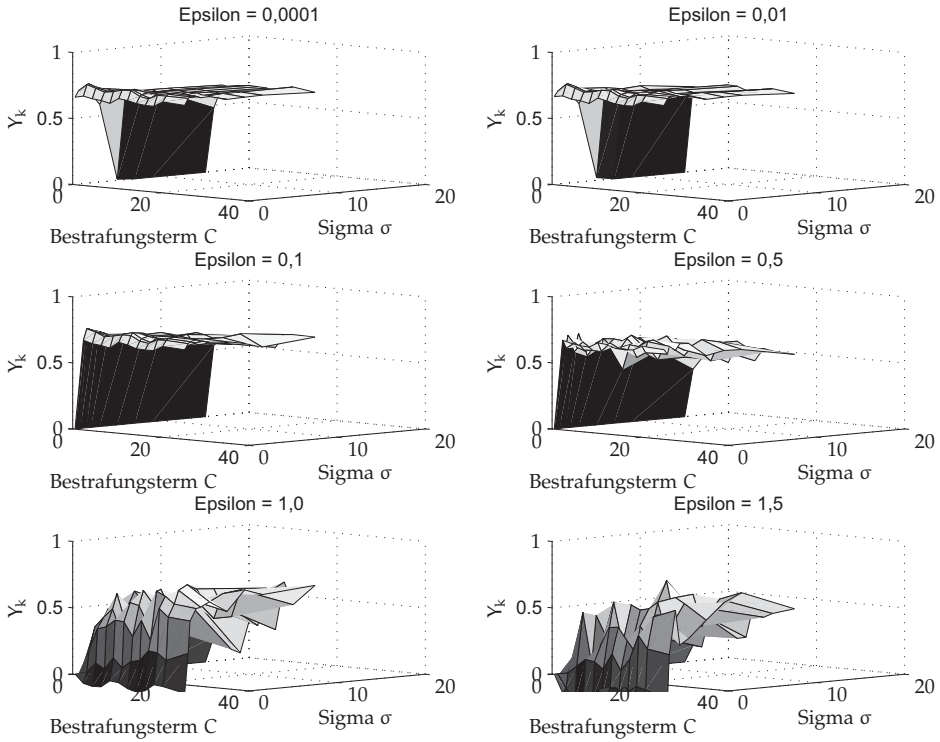 Epsilon = 0,0001
1
0.5
0
Y_k
0
20
40
Bestrafungsterm C
0
10
20
Sigma σ
Epsilon = 0,01
1
0.5
0
Y_k
0
20
40
Bestrafungsterm C
0
10
20
Sigma σ
Epsilon = 0,1
1
0.5
0
Y_k
0
20
40
Bestrafungsterm C
0
10
20
Sigma σ
Epsilon = 0,5
1
0.5
0
Y_k
0
20
40
Bestrafungsterm C
0
10
20
Sigma σ
Epsilon = 1,0
1
0.5
0
Y_k
0
20
40
Bestrafungsterm C
0
10
20
Sigma σ
Epsilon = 1,5
1
0.5
0
Y_k
0
20
40
Bestrafungsterm C
0
10
20
Sigma σ